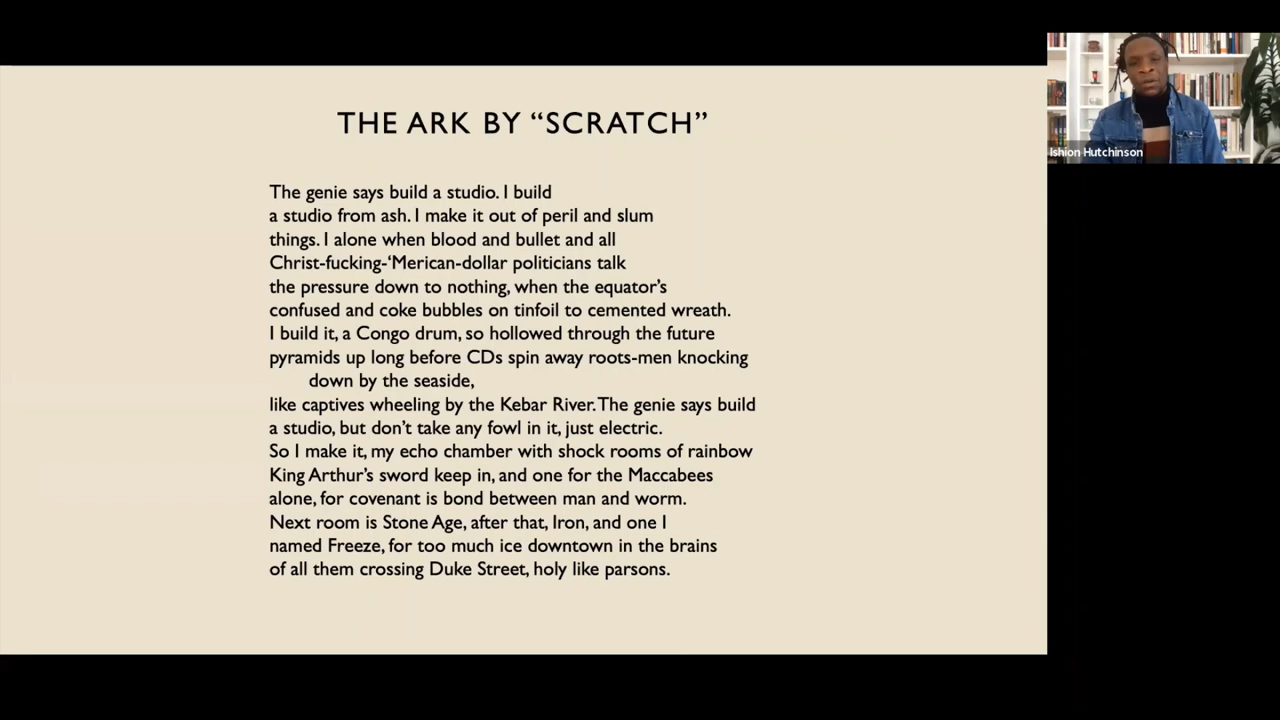 THE ARK BY “SCRATCH”
The genie says build a studio. I build
a studio from ash. I make it out of peril and slum
things. I alone when blood and bullet and all
Christ-fucking-‘Merican-dollar politicians talk
the pressure down to nothing, when the equator’s
confused and coke bubbles on tinfoil to cemented wreath.
I build it, a Congo drum, so hollowed through the future
pyramids up long before CDs spin away roots-men knocking
down by the seaside,
like captives wheeling by the Kebar River. The genie says build
a studio, but don’t take any fowl in it, just electric.
So I make it, my echo chamber with shock rooms of rainbow
King Arthur’s sword keep in, and one for the Maccabees
alone, for covenant is bond between man and worm.
Next room is Stone Age, after that, Iron, and one I
named Freeze, for too much ice downtown in the brains
of all them crossing Duke Street, holy like parsons.
Ishion Hutchinson